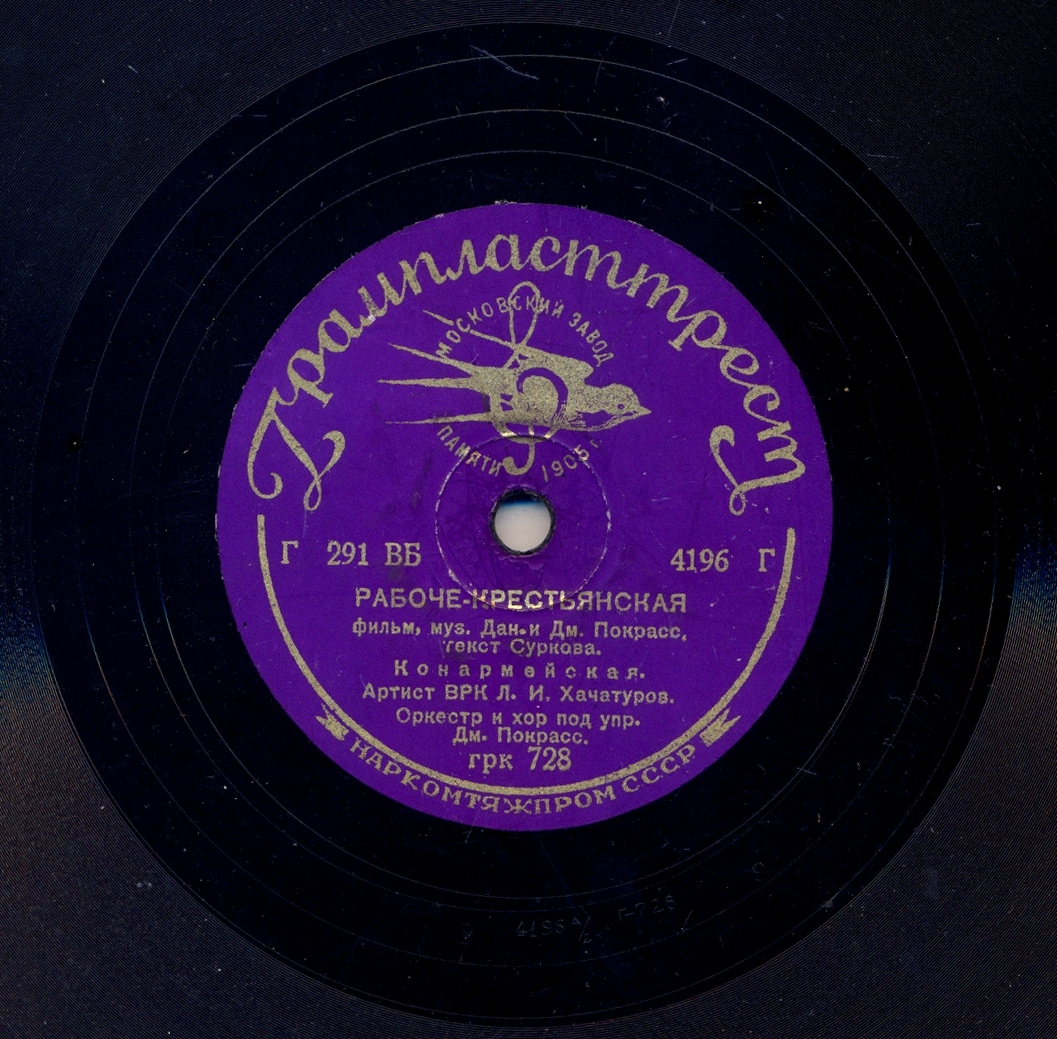 Грампласттрест
МОСКОВСКИЙ ЗАВОД
ПАМЯТИ 1905 г.
Г 291 ВБ 4196 Г
РАБОЧЕ-КРЕСТЬЯНСКАЯ
фильм, муз. Дан. и Дм. Покрасс,
текст Суркова.
Конармейская.
Артист ВРК Л. И. Хачатуров.
Оркестр и хор под упр.
Дм. Покрасс.
грк 728
НАРКОМТЯЖПРОМ СССР
Г-728